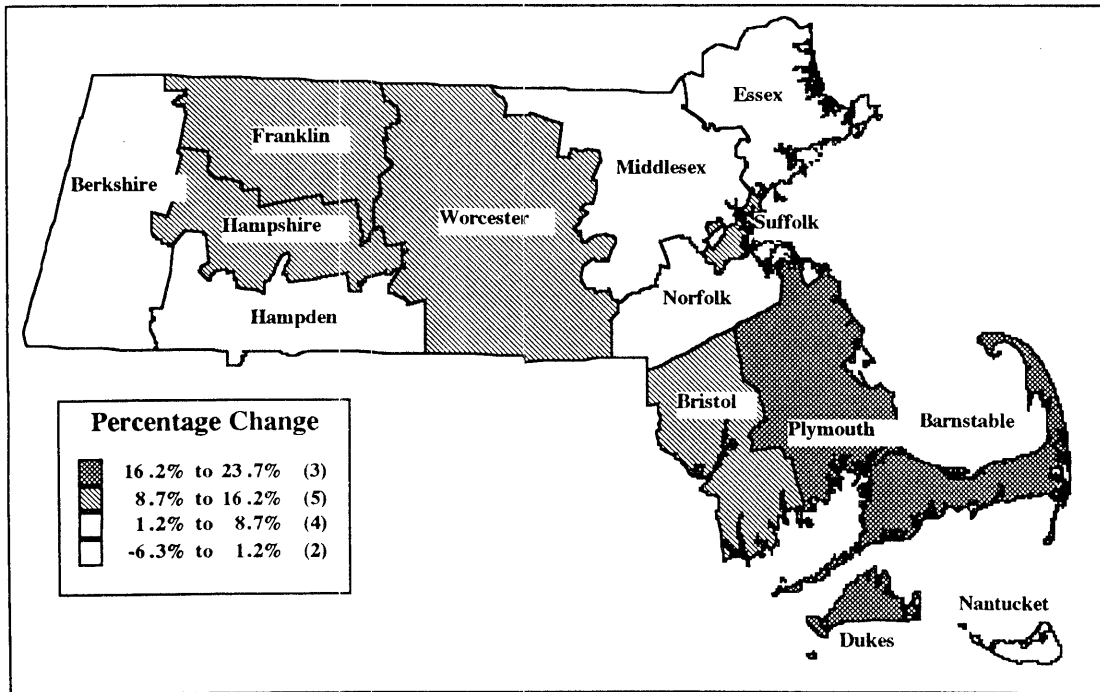 Essex
Franklin
Middlesex
Berkshire
Hampshire
Worcester
Suffolk
Norfolk
Hampden
Bristol
Barnstable
Plymouth
Percentage Change
16.2% to 23.7% (3)
8.7% to 16.2% (5)
1.2% to 8.7% (4)
-6.3% to 1.2% (2)
Nantucket
Dukes